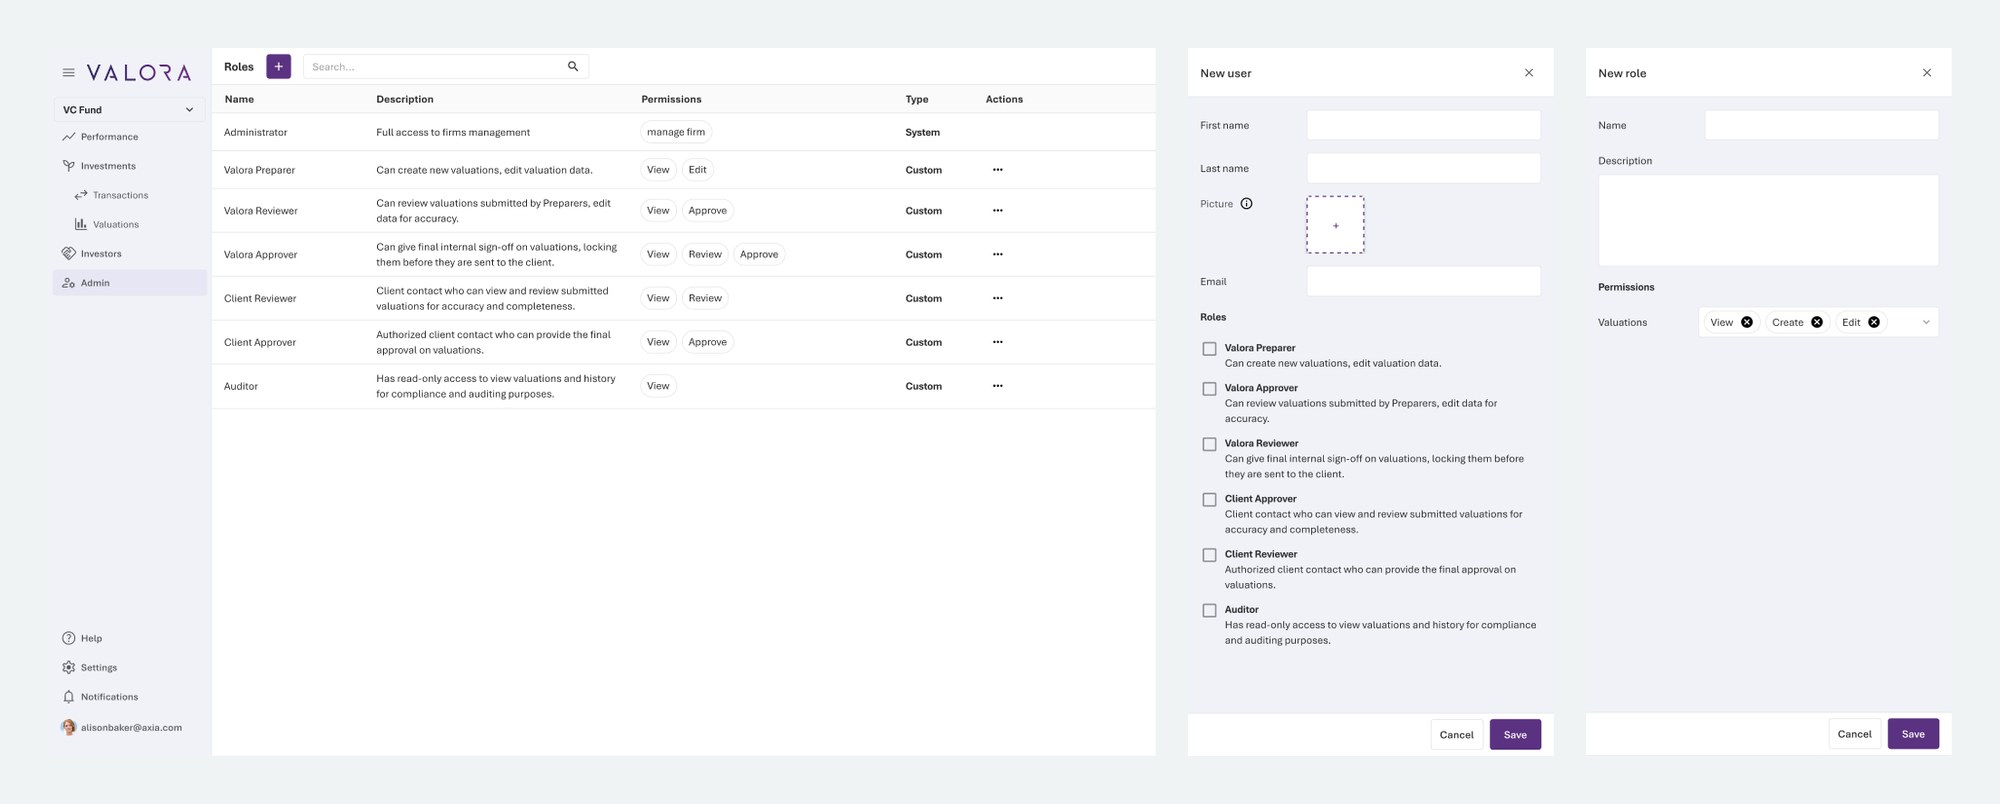 VALORA
VC Fund
Performance
Investments
Transactions
Valuations
Investors
Admin
Help
Settings
Notifications
alisonbaker@axia.com
Roles + Search...
Name Description Permissions Type Actions
Administrator Full access to firms management manage firm System
Valora Preparer Can create new valuations, edit valuation data. View Edit Custom
Valora Reviewer Can review valuations submitted by Preparers, edit
data for accuracy. View Approve Custom
Valora Approver Can give final internal sign-off on valuations, locking
them before they are sent to the client. View Review Approve Custom
Client Reviewer Client contact who can view and review submitted
valuations for accuracy and completeness. View Review Custom
Client Approver Authorized client contact who can provide the final
approval on valuations. View Approve Custom
Auditor Has read-only access to view valuations and history
for compliance and auditing purposes. View Custom
New user
First name
Last name
Picture
+
Email
Roles
Valora Preparer
Can create new valuations, edit valuation data.
Valora Approver
Can review valuations submitted by Preparers, edit data for
accuracy.
Valora Reviewer
Can give final internal sign-off on valuations, locking them before
they are sent to the client.
Client Approver
Client contact who can view and review submitted valuations for
accuracy and completeness.
Client Reviewer
Authorized client contact who can provide the final approval on
valuations.
Auditor
Has read-only access to view valuations and history for compliance
and auditing purposes.
Cancel Save
New role
Name
Description
Permissions
Valuations View Create Edit
Cancel Save